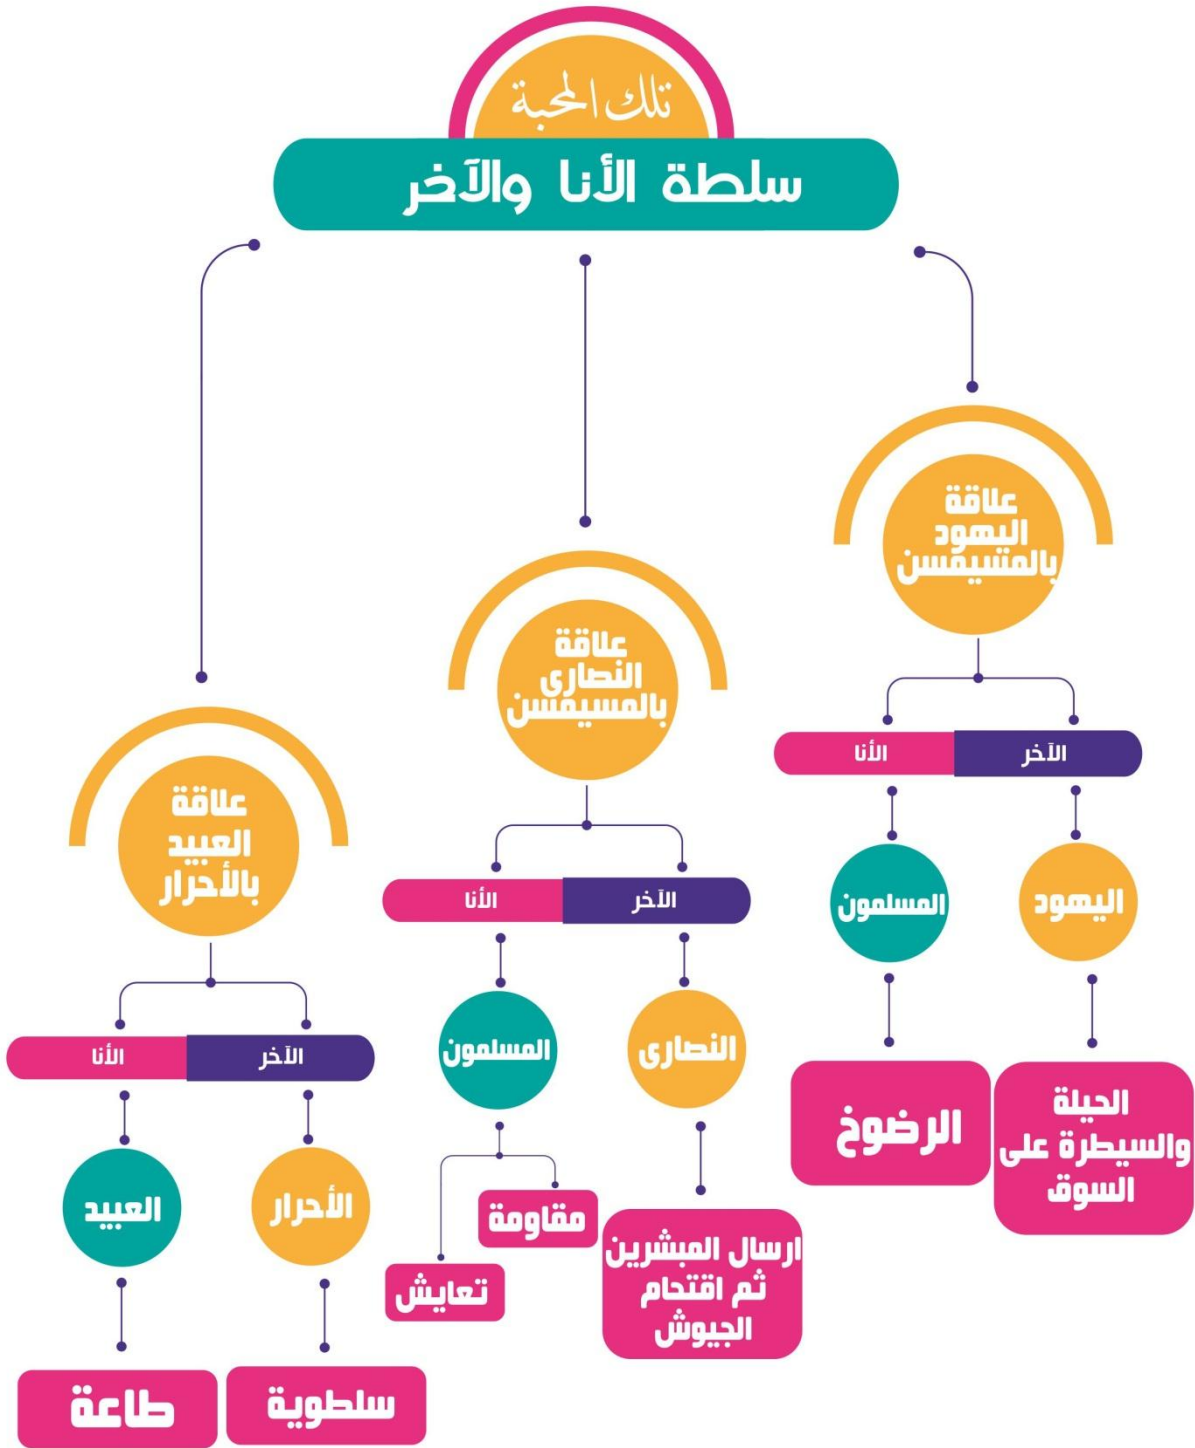 تلك المحبة
سلطة الأنا والآخر
علاقة
اليهود
بالمسيمسن
الآخر
الأنا
اليهود
المسلمون
الحيلة
والسيطرة على
السوق
الرضوخ
علاقة
النصارى
بالمسيمسن
الآخر
الأنا
النصارى
المسلمون
ارسال المبشرين
ثم اقتحام
الجيوش
مقاومة
تعايش
علاقة
العبيد
بالأحرار
الآخر
الأنا
الأحرار
العبيد
سلطوية
طاعة